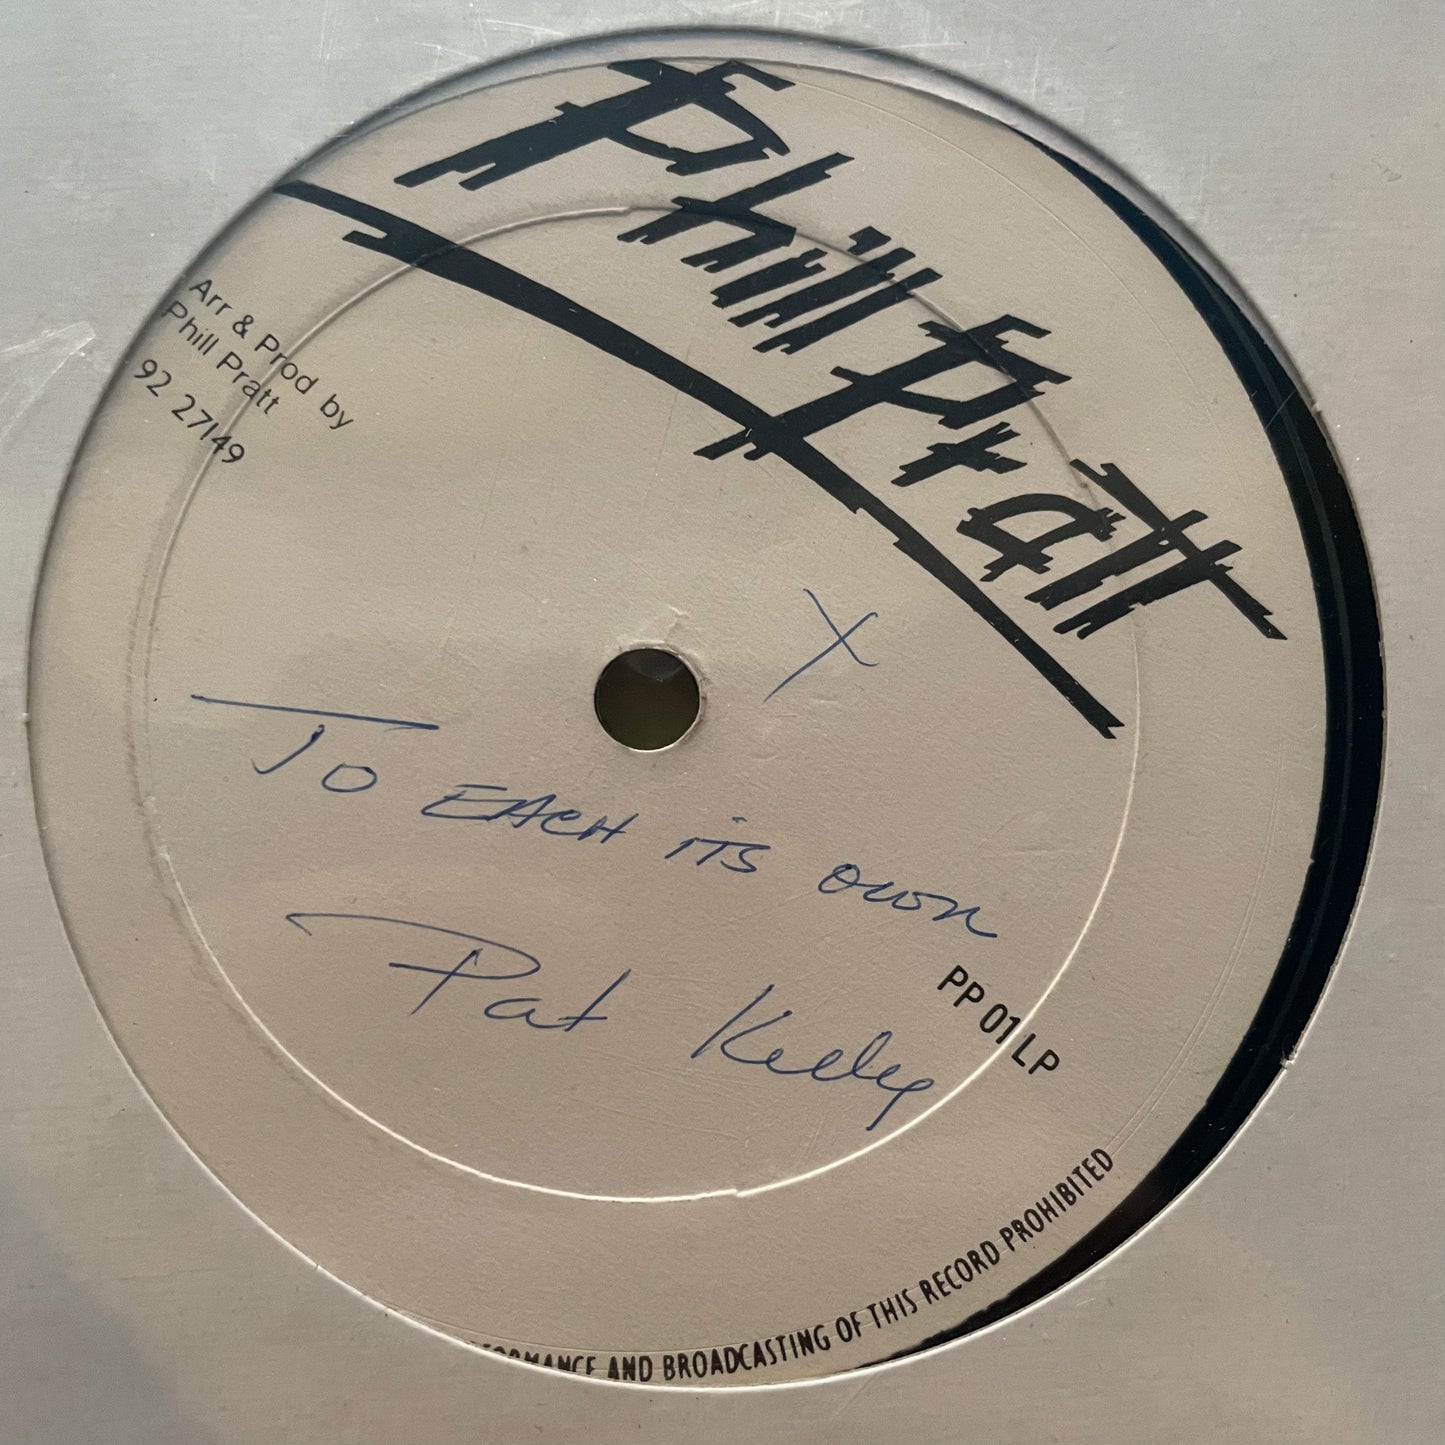 Phill Pratt
Arr & Prod by
Phill Pratt
92 27149
X
To EACH iTS OWN
Pat Kelly
PP 01 LP
AND BROADCASTING OF THIS RECORD PROHIBITED